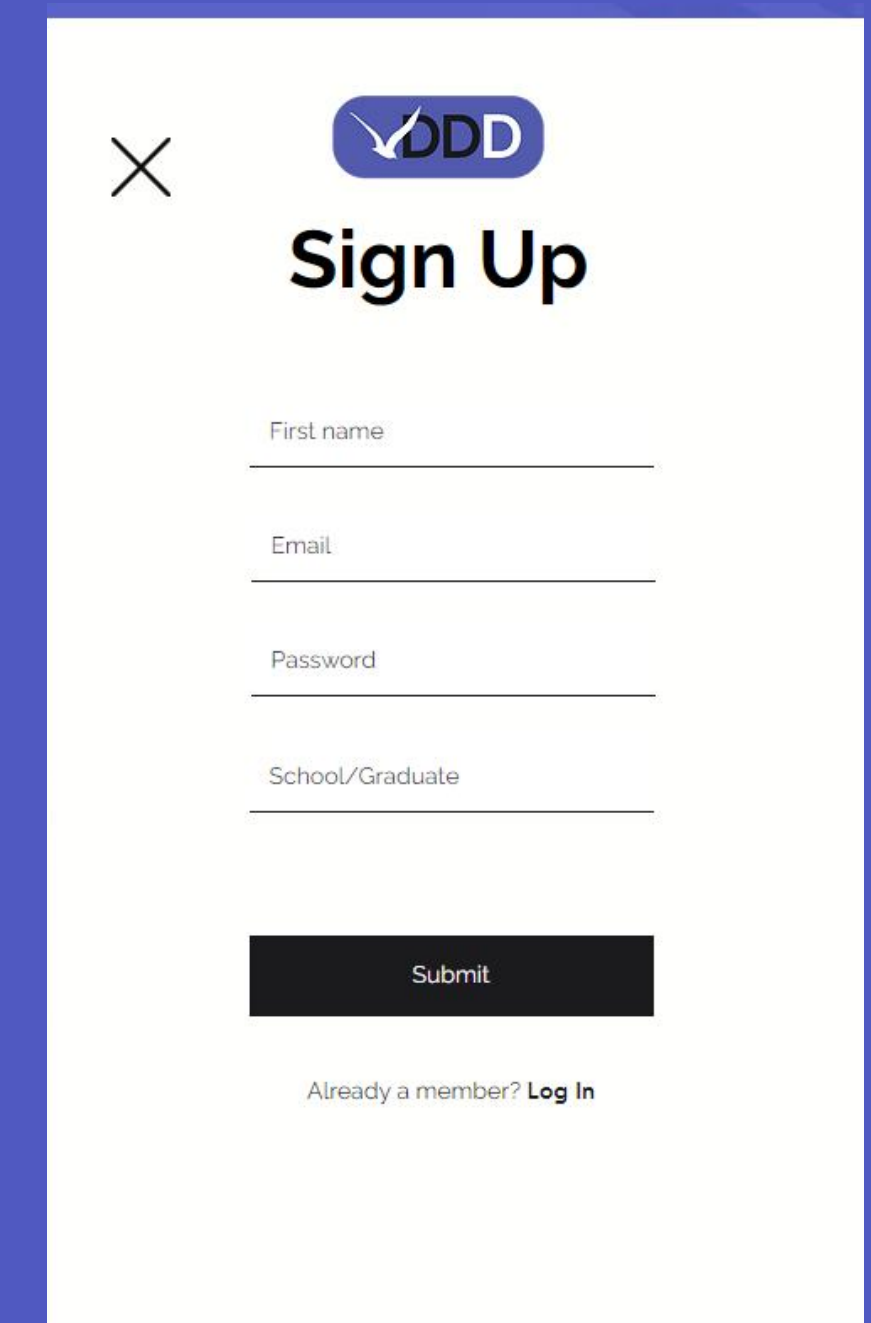 DDD
Sign Up
First name
Email
Password
School/Graduate
Submit
Already a member? Log In